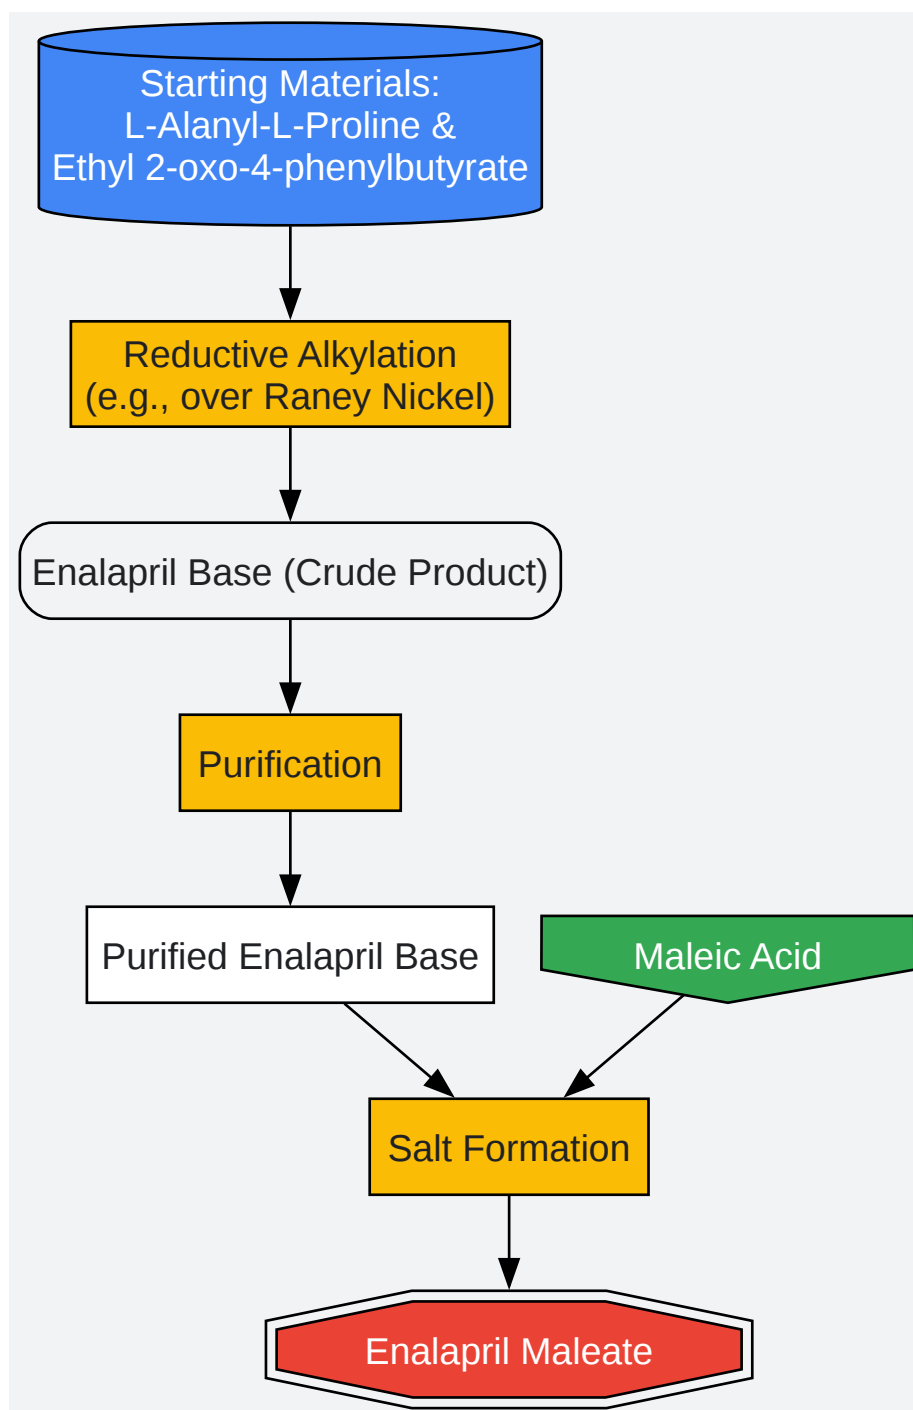 Starting Materials:
L-Alanyl-L-Proline &
Ethyl 2-oxo-4-phenylbutyrate
Reductive Alkylation
(e.g., over Raney Nickel)
Enalapril Base (Crude Product)
Purification
Purified Enalapril Base
Maleic Acid
Salt Formation
Enalapril Maleate